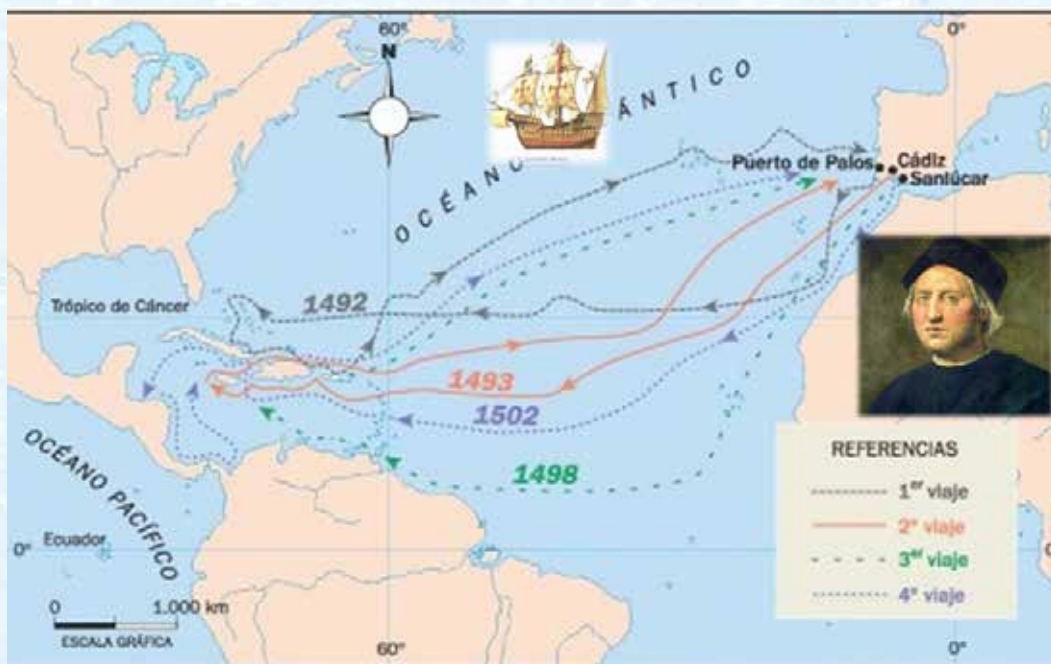 60°
0°
N
OCÉANO
ÁNTICO
Puerto de Palos
Cádiz
Sanlúcar
Trópico de Cáncer
1492
1493
1502
1498
OCÉANO PACÍFICO
Ecuador
0°
0
1.000 km
ESCALA GRÁFICA
60°
0°
REFERENCIAS
1er viaje
2º viaje
3er viaje
4º viaje